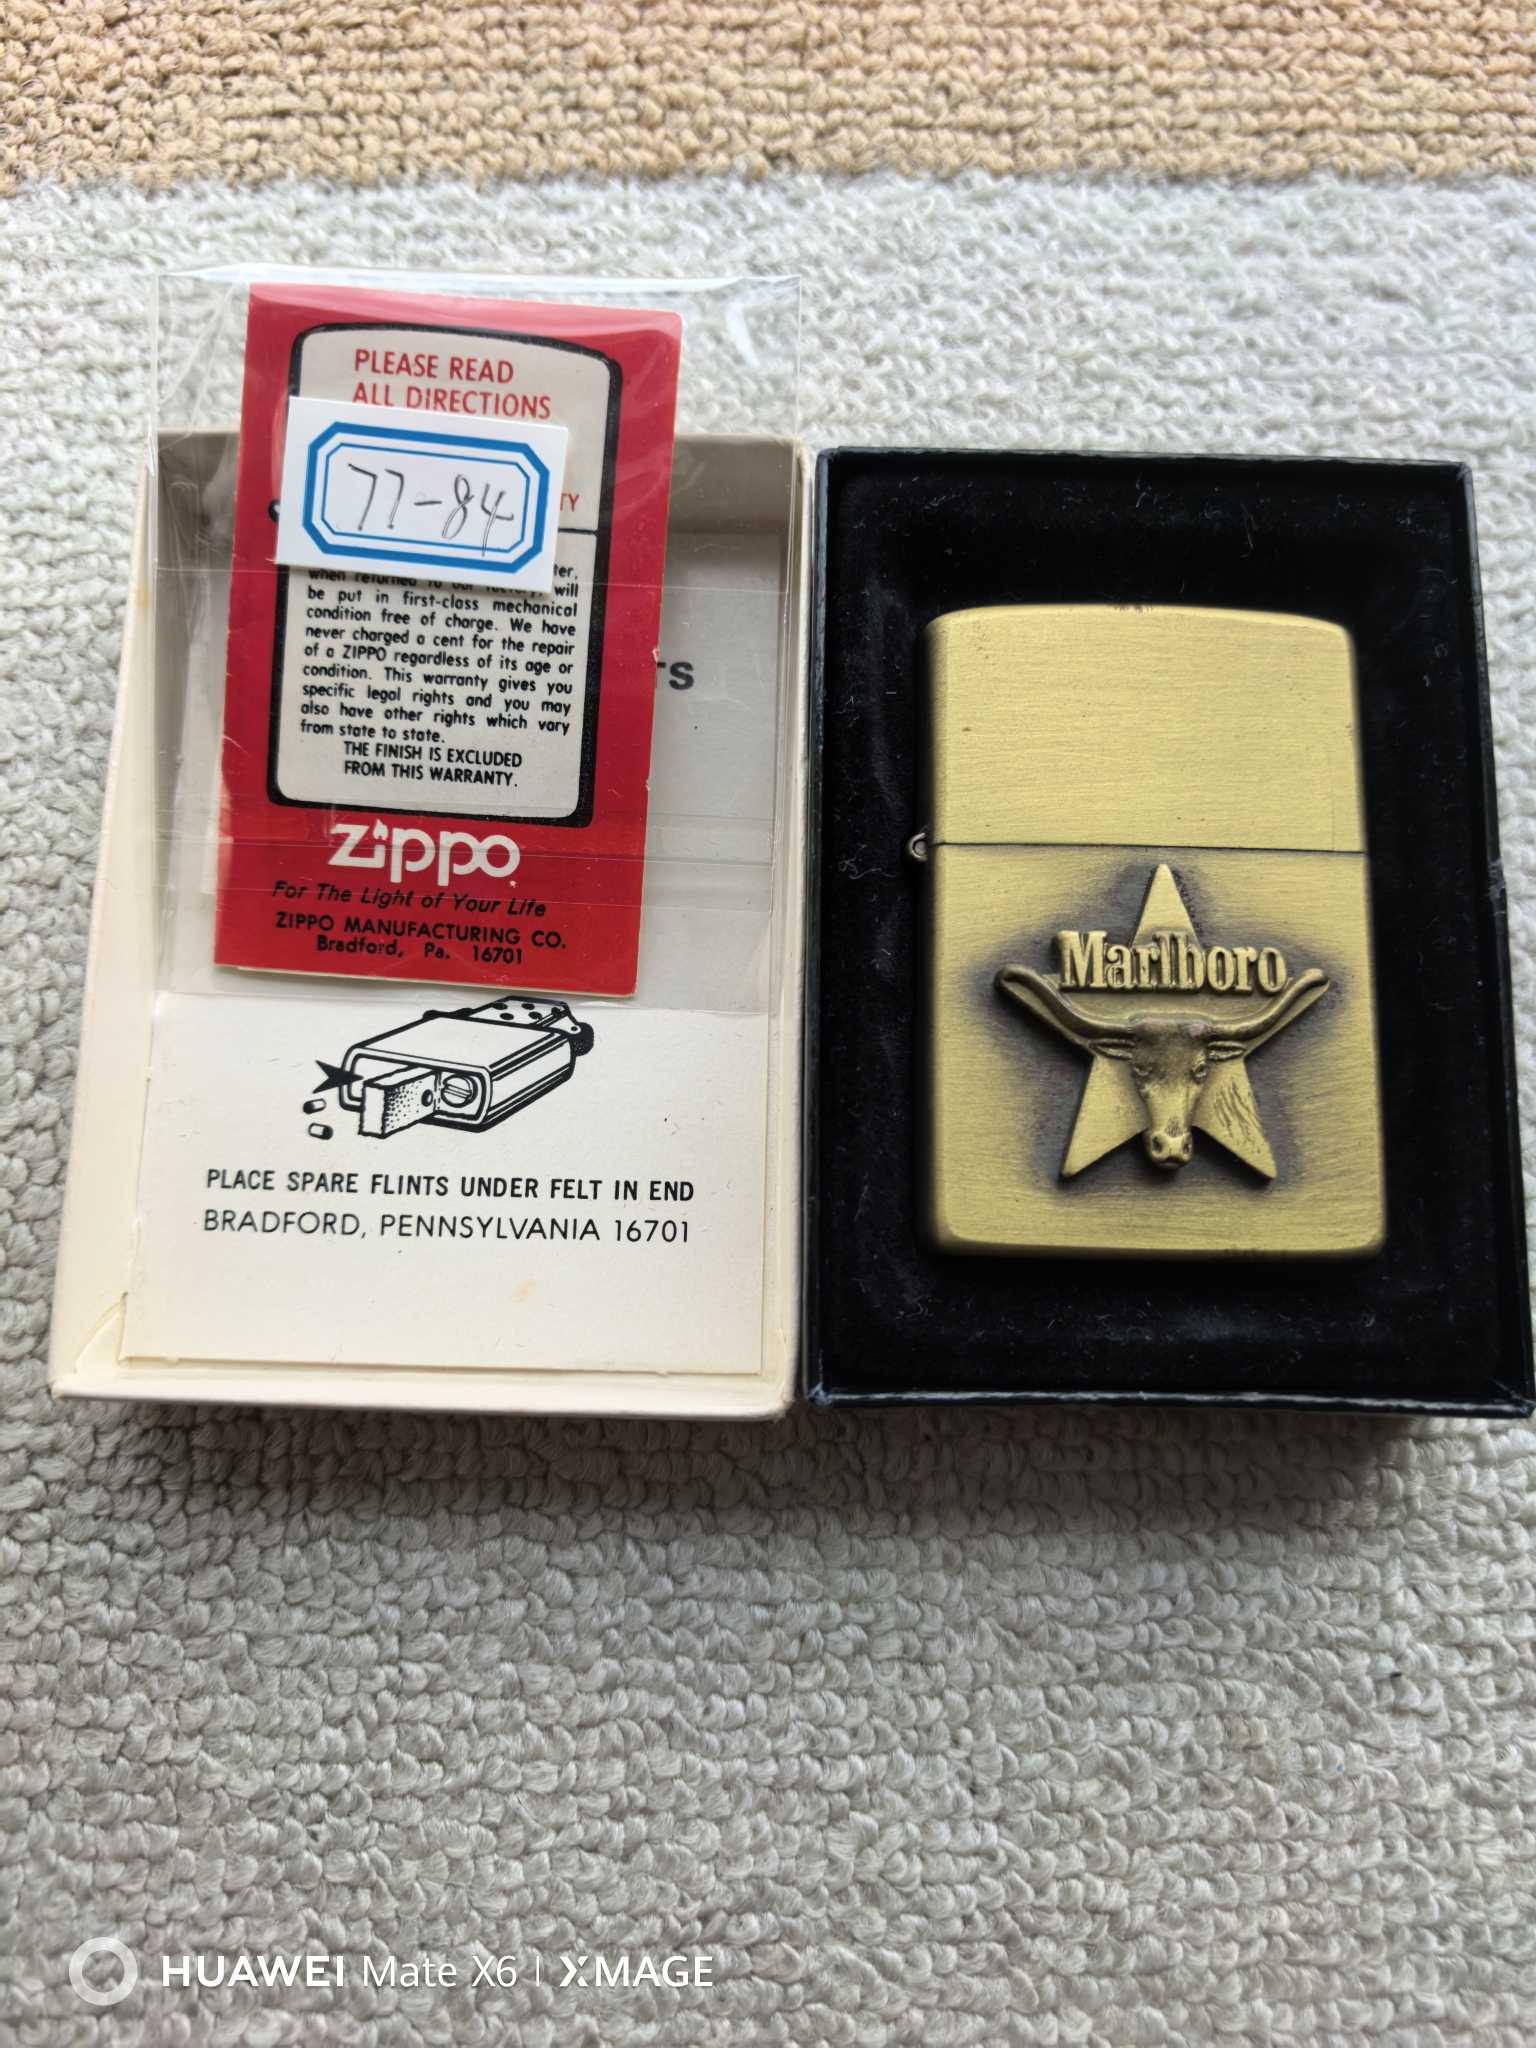 PLEASE READ
ALL DIRECTIONS
77-84
TY
ter,
when returned to our factory, will
be put in first-class mechanical
condition free of charge. We have
never charged a cent for the repair
of a ZIPPO regardless of its age or
condition. This warranty gives you
specific legal rights and you may
also have other rights which vary
from state to state.
THE FINISH IS EXCLUDED
FROM THIS WARRANTY.
zippo
For The Light of Your Life
ZIPPO MANUFACTURING CO.
Bradford, Pa. 16701
TS
PLACE SPARE FLINTS UNDER FELT IN END
BRADFORD, PENNSYLVANIA 16701
Marlboro
HUAWEI Mate X6 | XMAGE